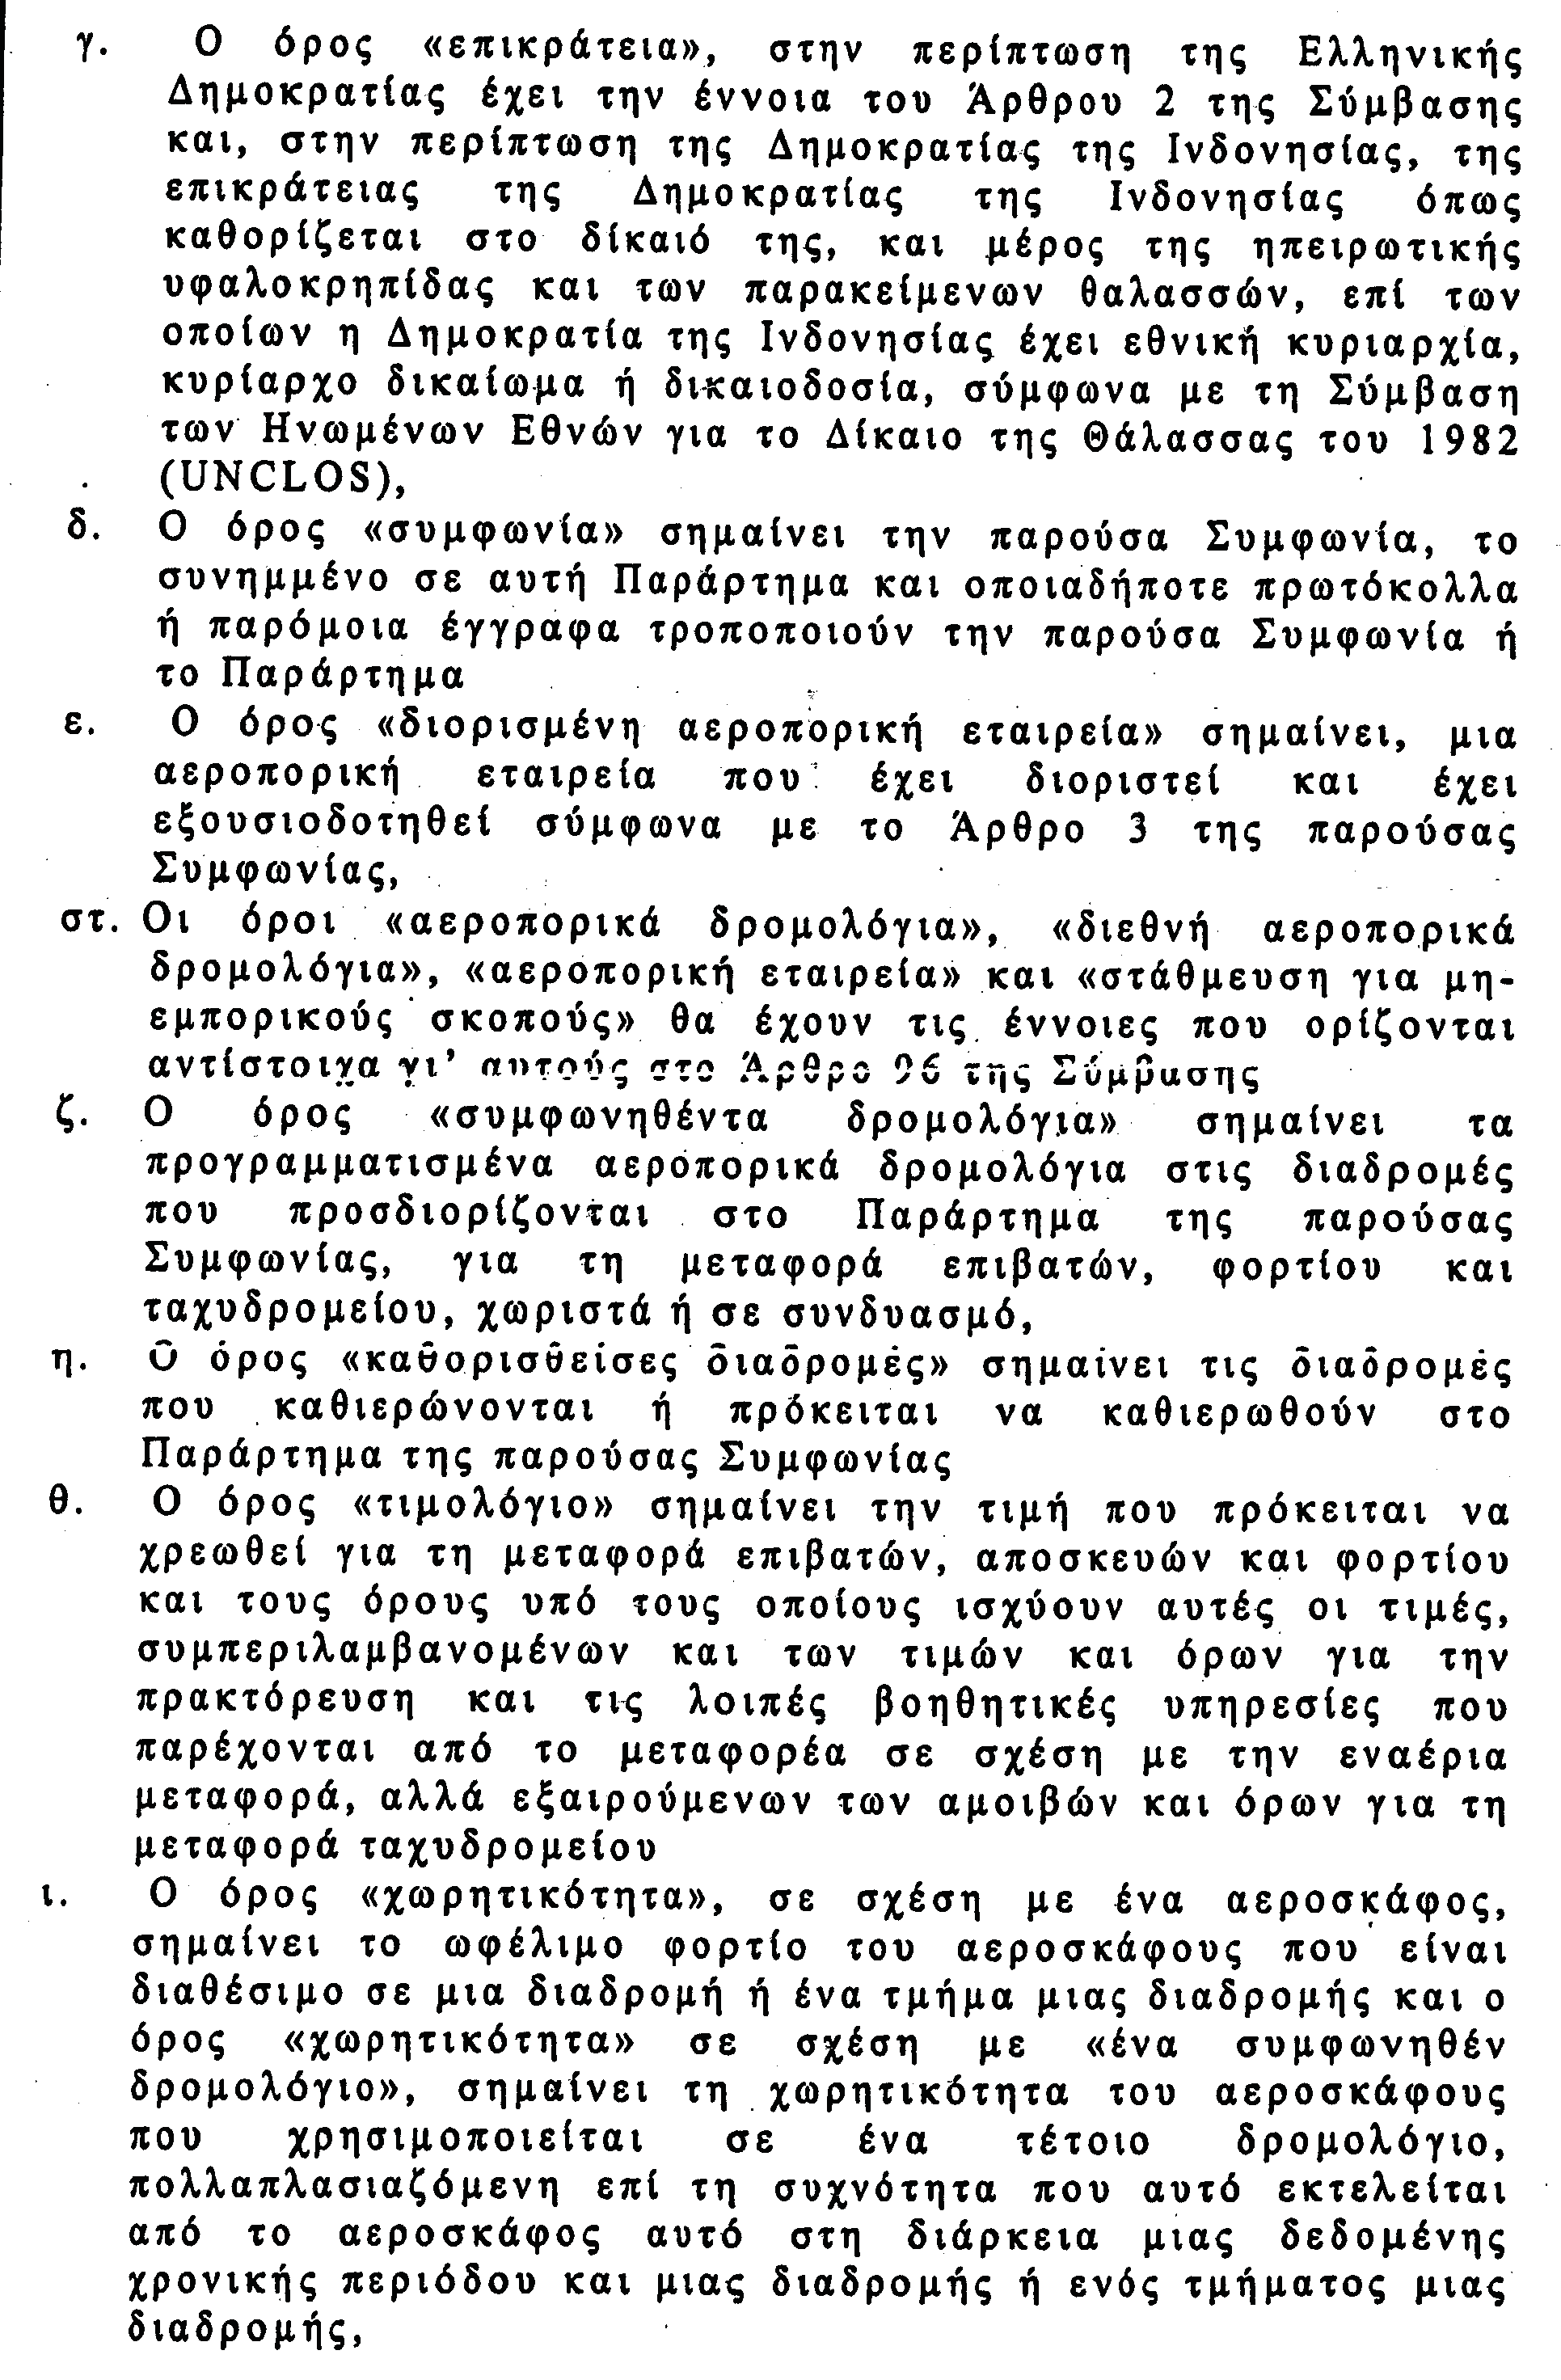 γ. Ο όρος «επικράτεια», στην περίπτωση της Ελληνικής
Δημοκρατίας έχει την έννοια του Άρθρου 2 της Σύμβασης
και, στην περίπτωση της Δημοκρατίας της Ινδονησίας, της
επικράτειας της Δημοκρατίας της Ινδονησίας όπως
καθορίζεται στο δίκαιό της, και μέρος της ηπειρωτικής
υφαλοκρηπίδας και των παρακείμενων θαλασσών, επί των
οποίων η Δημοκρατία της Ινδονησίας έχει εθνική κυριαρχία,
κυρίαρχο δικαίωμα ή δικαιοδοσία, σύμφωνα με τη Σύμβαση
των Ηνωμένων Εθνών για το Δίκαιο της Θάλασσας του 1982
(UNCLOS),
δ. Ο όρος «συμφωνία» σημαίνει την παρούσα Συμφωνία, το
συνημμένο σε αυτή Παράρτημα και οποιαδήποτε πρωτόκολλα
ή παρόμοια έγγραφα τροποποιούν την παρούσα Συμφωνία ή
το Παράρτημα
ε. Ο όρος «διορισμένη αεροπορική εταιρεία» σημαίνει, μια
αεροπορική εταιρεία που έχει διοριστεί και έχει
εξουσιοδοτηθεί σύμφωνα με το Άρθρο 3 της παρούσας
Συμφωνίας,
στ. Οι όροι «αεροπορικά δρομολόγια», «διεθνή αεροπορικά
δρομολόγια», «αεροπορική εταιρεία» και «στάθμευση για μη-
εμπορικούς σκοπούς» θα έχουν τις έννοιες που ορίζονται
αντίστοιχα γι' αυτούς στο Άρθρο 96 της Σύμβασης
ζ. Ο όρος «συμφωνηθέντα δρομολόγια» σημαίνει τα
προγραμματισμένα αεροπορικά δρομολόγια στις διαδρομές
που προσδιορίζονται στο Παράρτημα της παρούσας
Συμφωνίας, για τη μεταφορά επιβατών, φορτίου και
ταχυδρομείου, χωριστά ή σε συνδυασμό,
η. Ο όρος «καθορισθείσες διαδρομές» σημαίνει τις διαδρομές
που καθιερώνονται ή πρόκειται να καθιερωθούν στο
Παράρτημα της παρούσας Συμφωνίας
θ. Ο όρος «τιμολόγιο» σημαίνει την τιμή που πρόκειται να
χρεωθεί για τη μεταφορά επιβατών, αποσκευών και φορτίου
και τους όρους υπό τους οποίους ισχύουν αυτές οι τιμές,
συμπεριλαμβανομένων και των τιμών και όρων για την
πρακτόρευση και τις λοιπές βοηθητικές υπηρεσίες που
παρέχονται από το μεταφορέα σε σχέση με την εναέρια
μεταφορά, αλλά εξαιρούμενων των αμοιβών και όρων για τη
μεταφορά ταχυδρομείου
ι. Ο όρος «χωρητικότητα», σε σχέση με ένα αεροσκάφος,
σημαίνει το ωφέλιμο φορτίο του αεροσκάφους που είναι
διαθέσιμο σε μια διαδρομή ή ένα τμήμα μιας διαδρομής και ο
όρος «χωρητικότητα» σε σχέση με «ένα συμφωνηθέν
δρομολόγιο», σημαίνει τη χωρητικότητα του αεροσκάφους
που χρησιμοποιείται σε ένα τέτοιο δρομολόγιο,
πολλαπλασιαζόμενη επί τη συχνότητα που αυτό εκτελείται
από το αεροσκάφος αυτό στη διάρκεια μιας δεδομένης
χρονικής περιόδου και μιας διαδρομής ή ενός τμήματος μιας
διαδρομής,